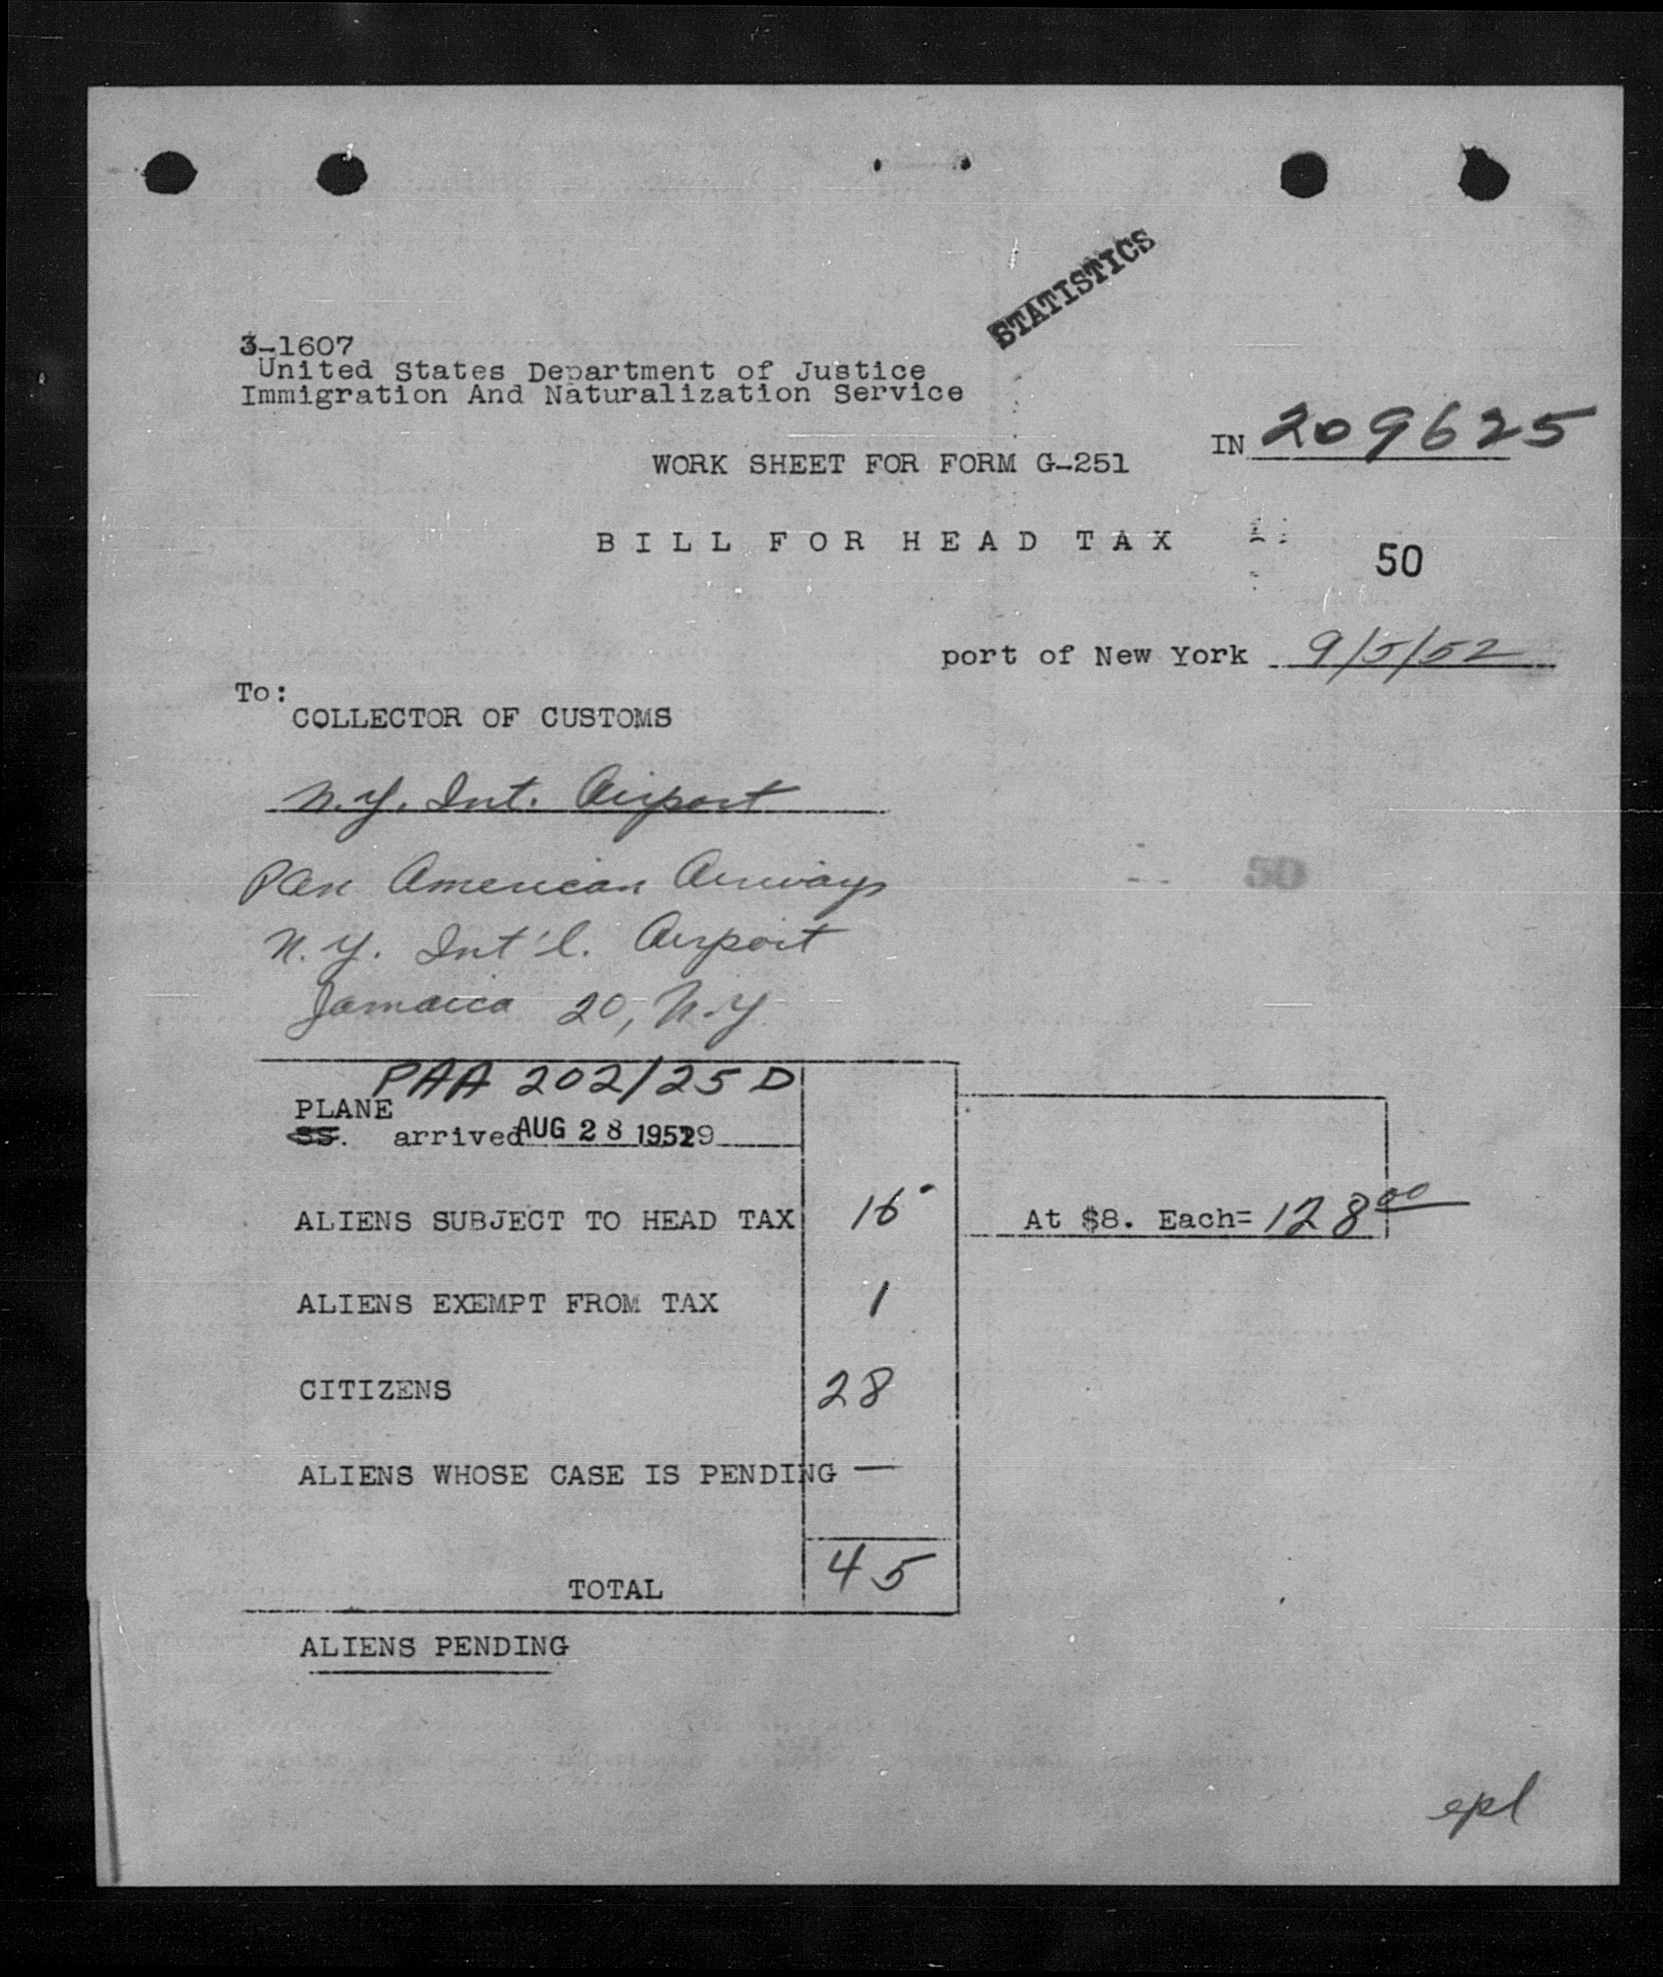 STATISTICS
3-1607
United States Department of Justice
Immigration And Naturalization Service
IN 209625
WORK SHEET FOR FORM G-251
BILL FOR HEAD TAX
50
port of New York 9/5/52
To:
COLLECTOR OF CUSTOMS
N.Y. Int. Airport
Pan American Airways
50
N.Y. Int'l. Airport
Jamaica 20, N.Y.
PAA 202/25 D
PLANE
SS. arrived AUG 28 1952 19
ALIENS SUBJECT TO HEAD TAX 16 At $8. Each= 128 00
ALIENS EXEMPT FROM TAX 1
CITIZENS 28
ALIENS WHOSE CASE IS PENDING —
TOTAL 45
ALIENS PENDING
epl